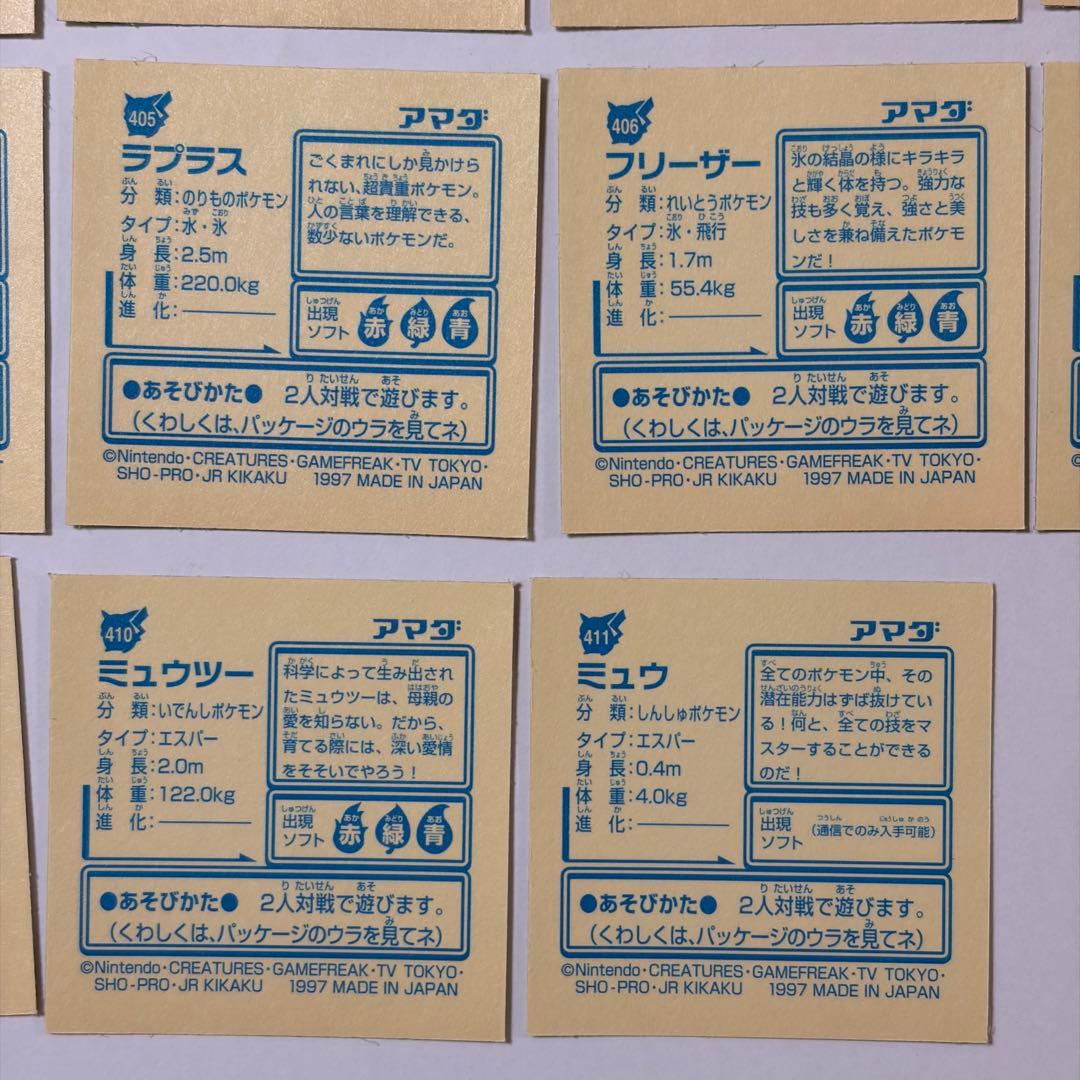 405
アマダ
ラプラス
分類:のりものポケモン
タイプ:水・氷
身長:2.5m
体重:220.0kg
進化:————
ごくまれにしか見かけら
れない、超貴重ポケモン。
人の言葉を理解できる、
数少ないポケモンだ。
出現ソフト 赤 緑 青
●あそびかた● 2人対戦で遊びます。
(くわしくは、パッケージのウラを見てネ)
©Nintendo・CREATURES・GAMEFREAK・TV TOKYO・
SHO-PRO・JR KIKAKU 1997 MADE IN JAPAN
406
アマダ
フリーザー
分類:れいとうポケモン
タイプ:氷・飛行
身長:1.7m
体重:55.4kg
進化:————
氷の結晶の様にキラキラ
と輝く体を持つ。強力な
技も多く覚え、強さと美
しさを兼ね備えたポケモ
ンだ!
出現ソフト 赤 緑 青
●あそびかた● 2人対戦で遊びます。
(くわしくは、パッケージのウラを見てネ)
©Nintendo・CREATURES・GAMEFREAK・TV TOKYO・
SHO-PRO・JR KIKAKU 1997 MADE IN JAPAN
410
アマダ
ミュウツー
分類:いでんしポケモン
タイプ:エスパー
身長:2.0m
体重:122.0kg
進化:————
科学によって生み出され
たミュウツーは、母親の
愛を知らない。だから、
育てる際には、深い愛情
をそそいでやろう!
出現ソフト 赤 緑 青
●あそびかた● 2人対戦で遊びます。
(くわしくは、パッケージのウラを見てネ)
©Nintendo・CREATURES・GAMEFREAK・TV TOKYO・
SHO-PRO・JR KIKAKU 1997 MADE IN JAPAN
411
アマダ
ミュウ
分類:しんしゅポケモン
タイプ:エスパー
身長:0.4m
体重:4.0kg
進化:————
全てのポケモン中、その
潜在能力はずば抜けてい
る!何と、全ての技をマ
スターすることができる
のだ!
出現ソフト (通信でのみ入手可能)
●あそびかた● 2人対戦で遊びます。
(くわしくは、パッケージのウラを見てネ)
©Nintendo・CREATURES・GAMEFREAK・TV TOKYO・
SHO-PRO・JR KIKAKU 1997 MADE IN JAPAN